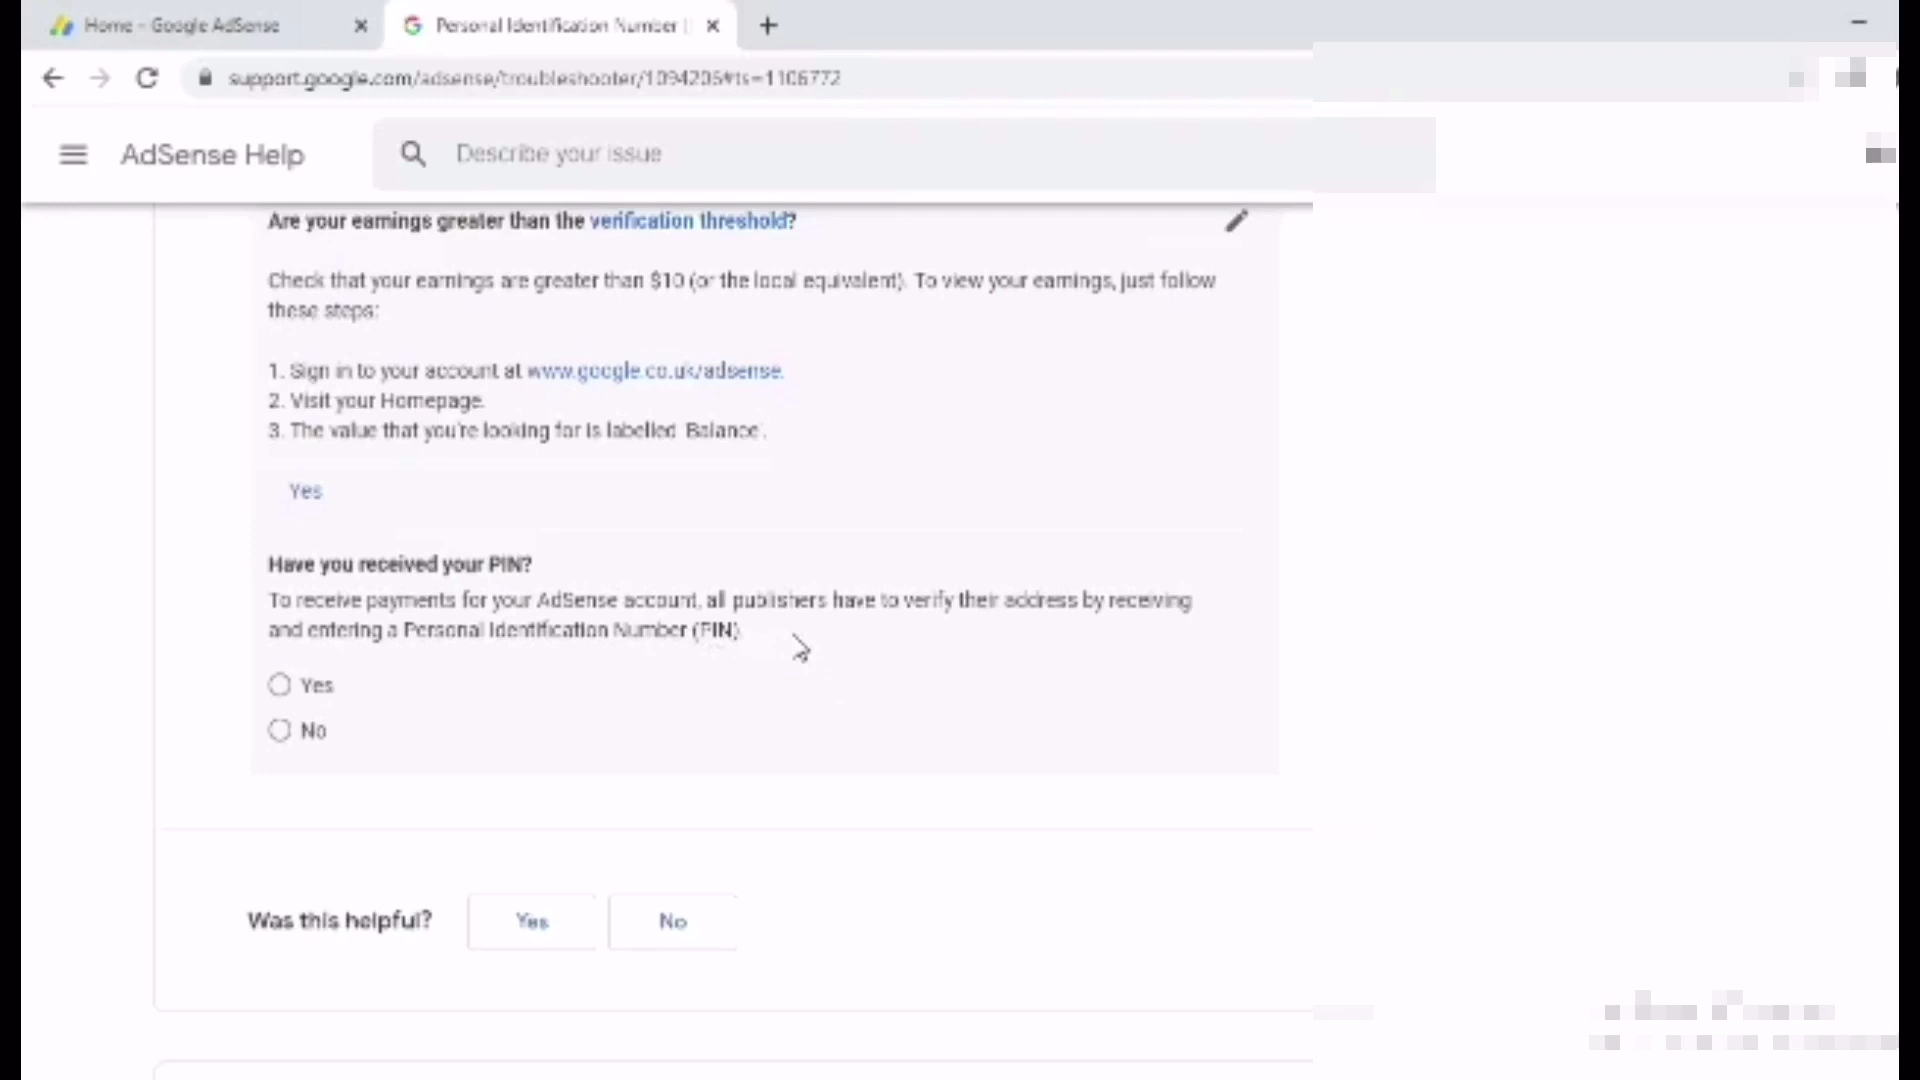 Home - Google AdSense
Personal Identification Number (
support.google.com/adsense/troubleshooter/1094206#ts=1106772
AdSense Help
Describe your issue
Are your earnings greater than the verification threshold?
Check that your earnings are greater than $10 (or the local equivalent). To view your earnings, just follow
these steps:
1. Sign in to your account at www.google.co.uk/adsense.
2. Visit your Homepage.
3. The value that you're looking for is labelled 'Balance'.
Yes
Have you received your PIN?
To receive payments for your AdSense account, all publishers have to verify their address by receiving
and entering a Personal Identification Number (PIN).
Yes
No
Was this helpful?
Yes
No